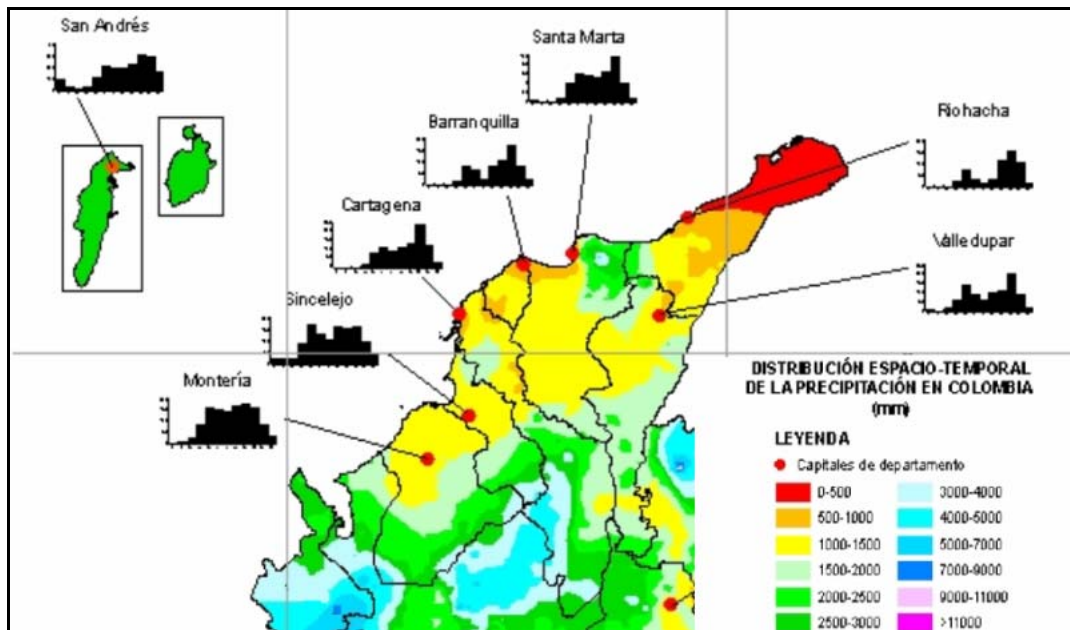 San Andrés
Santa Marta
Barranquilla
Riohacha
Cartagena
Valledupar
Sincelejo
Montería
DISTRIBUCIÓN ESPACIO-TEMPORAL
DE LA PRECIPITACIÓN EN COLOMBIA
(mm)
LEYENDA
Capitales de departamento
0-500
500-1000
1000-1500
1500-2000
2000-2500
2500-3000
3000-4000
4000-5000
5000-7000
7000-9000
9000-11000
>11000